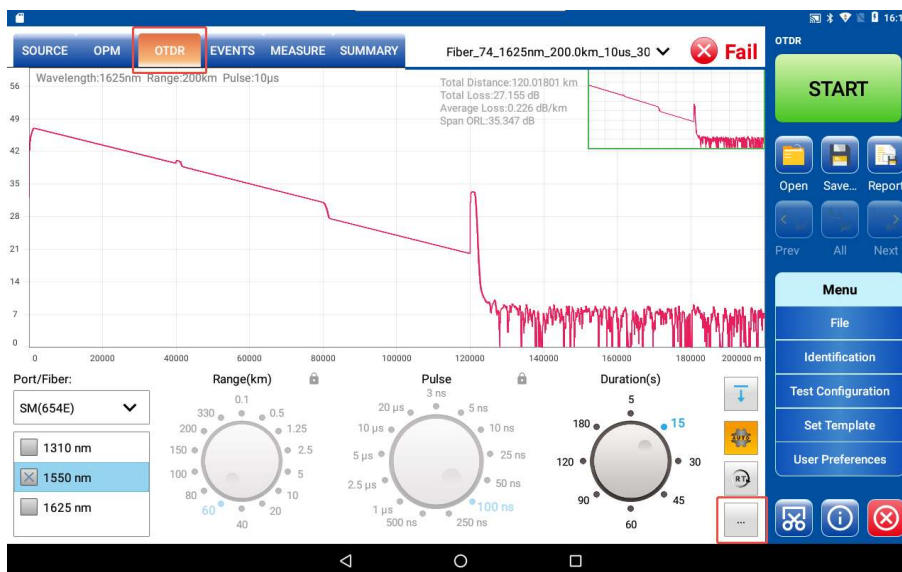 16:1
SOURCE OPM OTDR EVENTS MEASURE SUMMARY Fiber_74_1625nm_200.0km_10us_30 Fail
OTDR
START
Wavelength:1625nm Range:200km Pulse:10µs
Total Distance:120.01801 km
Total Loss:27.155 dB
Average Loss:0.226 dB/km
Span ORL:35.347 dB
56
49
42
35
28
21
14
7
0
0 20000 40000 60000 80000 100000 120000 140000 160000 180000 200000 m
Open Save... Report
Prev All Next
Menu
File
Identification
Test Configuration
Set Template
User Preferences
Port/Fiber:
SM(654E)
1310 nm
1550 nm
1625 nm
Range(km)
0.1
330 0.5
200 1.25
150 2.5
100 5
80 10
60 20
40
Pulse
3 ns
20 µs 5 ns
10 µs 10 ns
5 µs 25 ns
2.5 µs 50 ns
1 µs 100 ns
500 ns 250 ns
Duration(s)
5
180 15
120 30
90 45
60
AUTO
RT
...